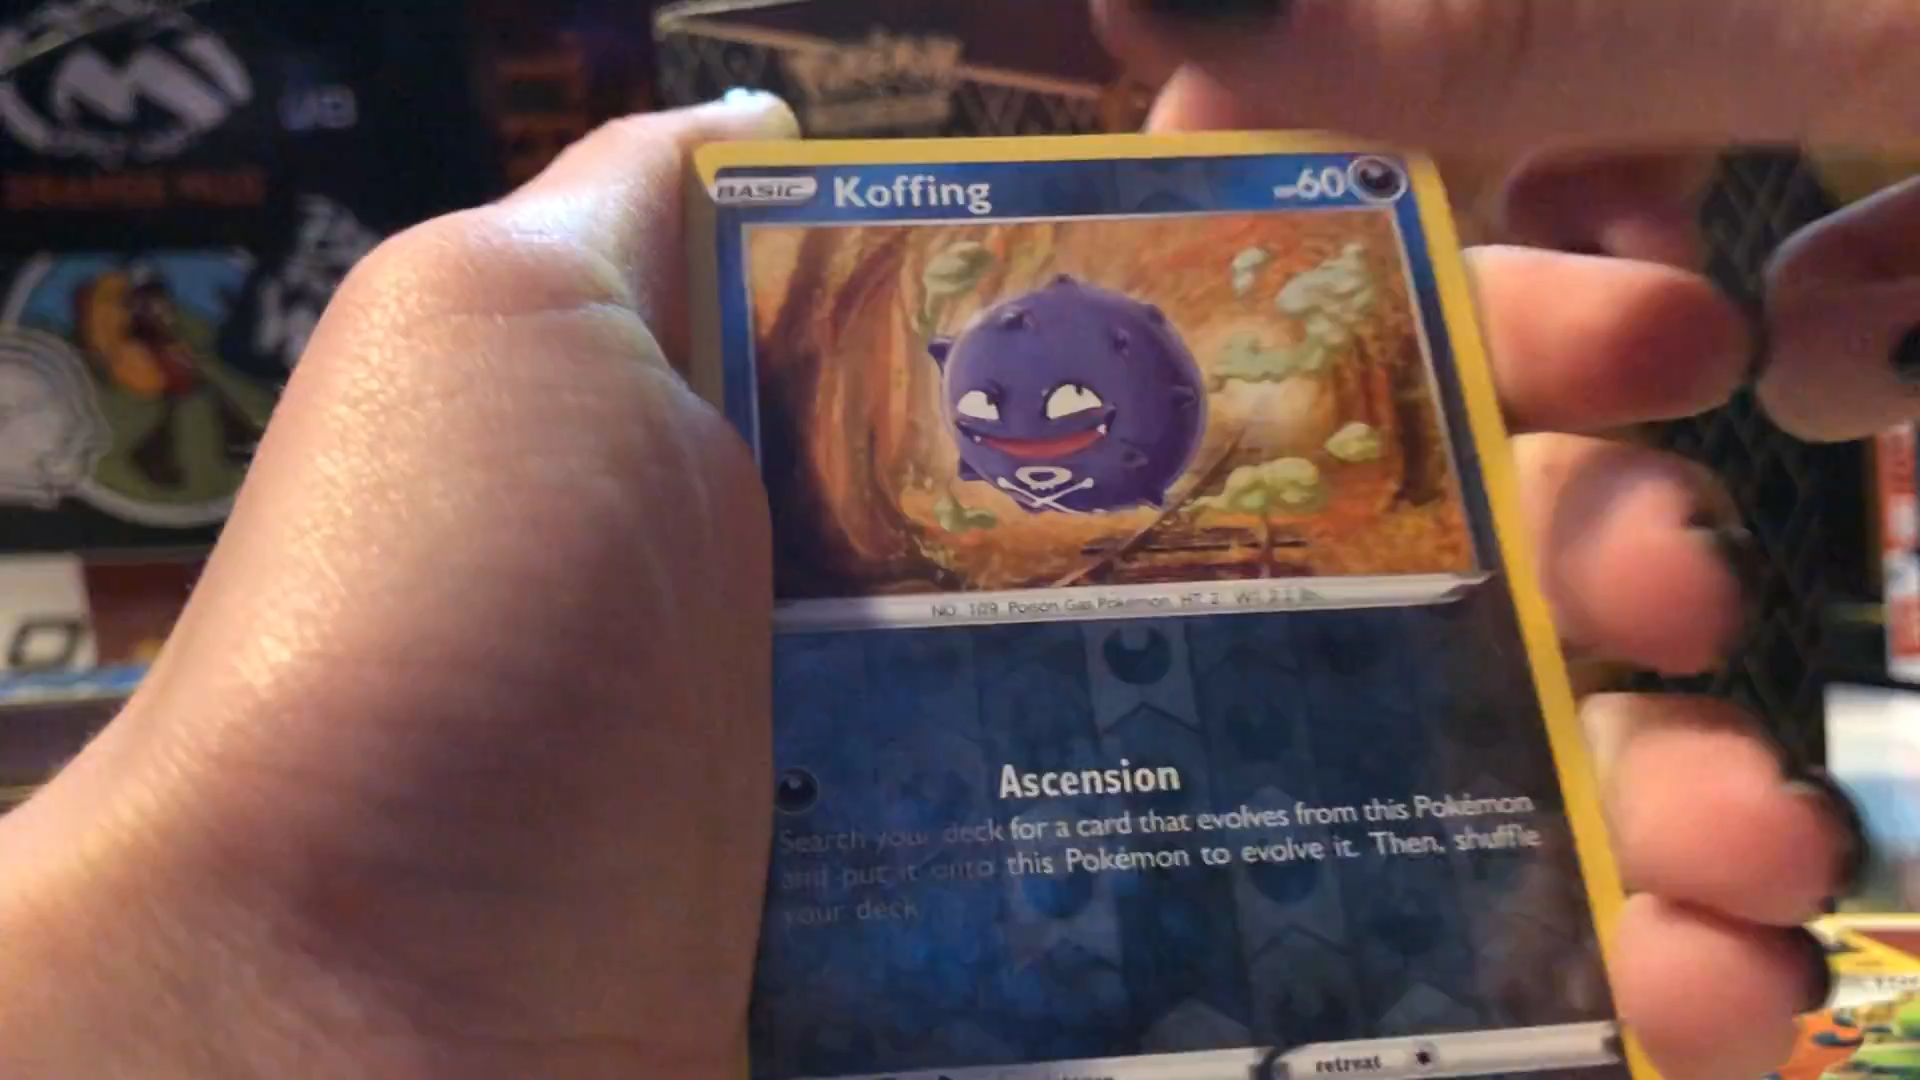 BASIC Koffing 60
NO. 109 Poison Gas Pokémon HT: 2
Ascension
Search your deck for a card that evolves from this Pokémon
and put it onto this Pokémon to evolve it. Then, shuffle
your deck
retreat